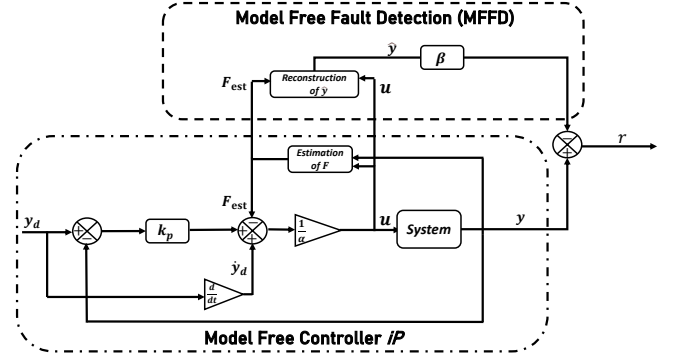 Model Free Fault Detection (MFFD)
ŷ
β
F_est
Reconstruction
of ŷ
u
r
Estimation
of F
F_est
y_d
+
−
k_p
+
−
+
1/α
u
System
y
−
+
ẏ_d
d/dt
Model Free Controller iP